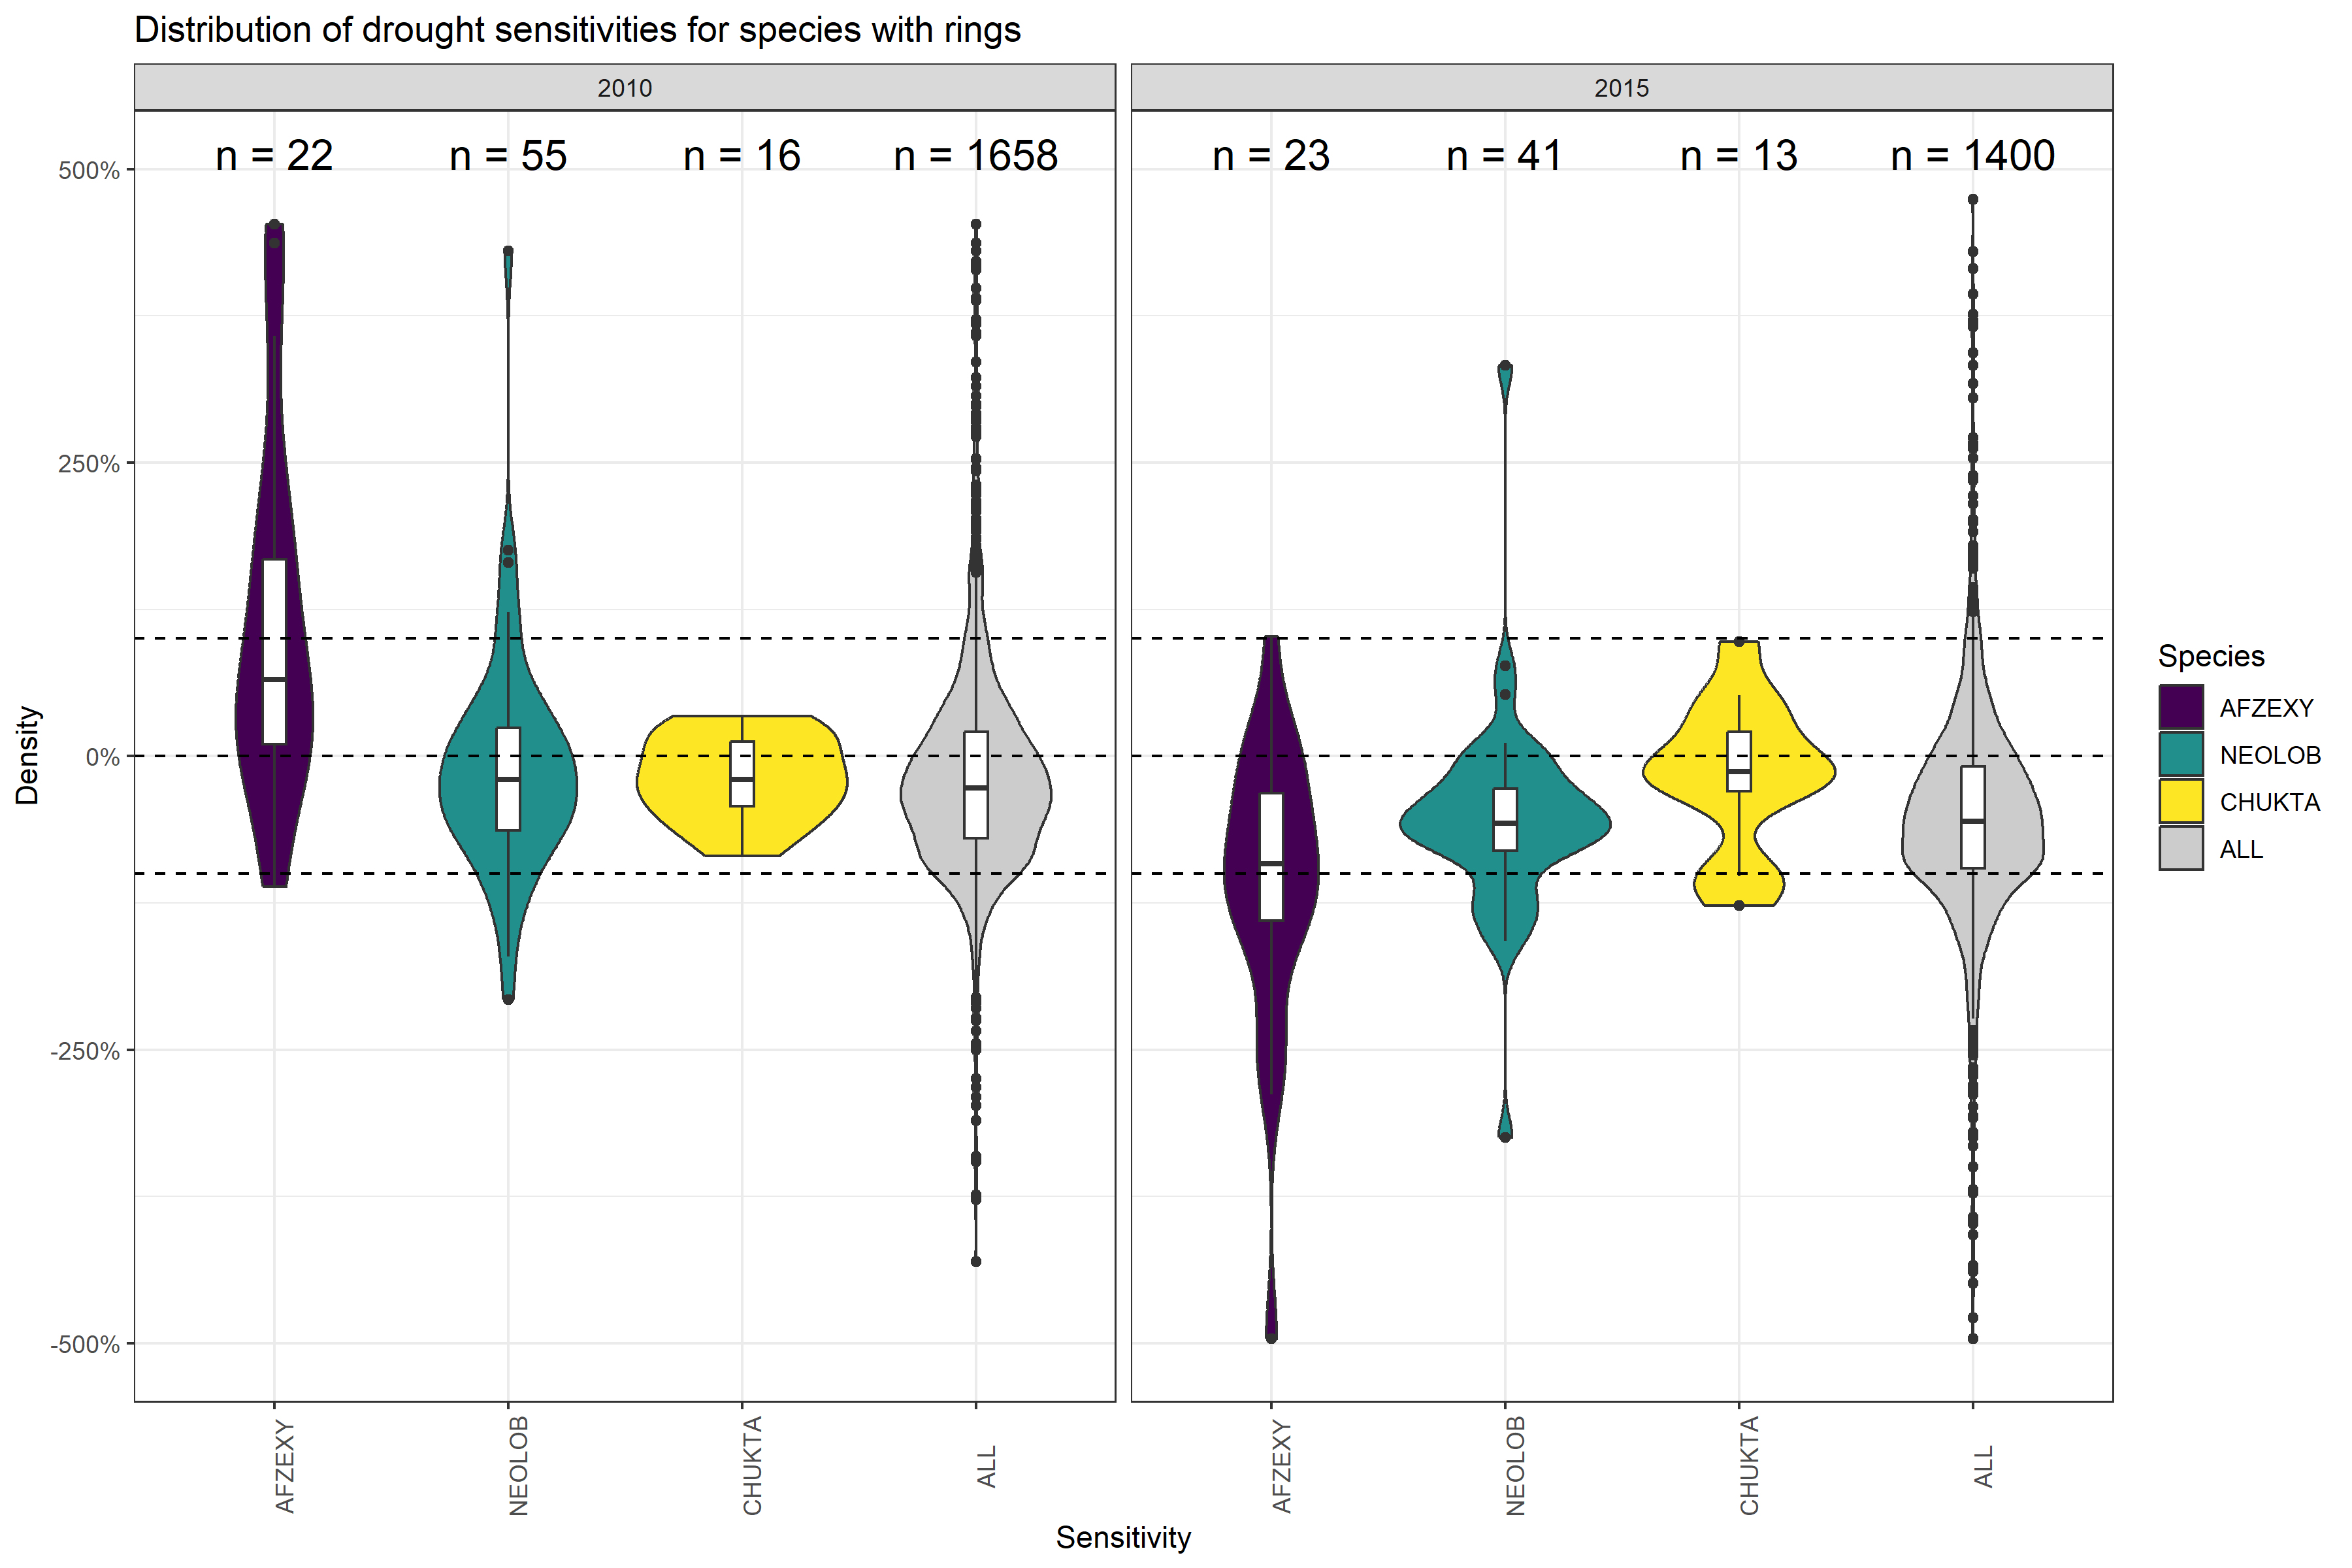 Distribution of drought sensitivities for species with rings
2010
2015
n = 22
n = 55
n = 16
n = 1658
n = 23
n = 41
n = 13
n = 1400
500%
250%
0%
-250%
-500%
Density
AFZEXY
NEOLOB
CHUKTA
ALL
AFZEXY
NEOLOB
CHUKTA
ALL
Sensitivity
Species
AFZEXY
NEOLOB
CHUKTA
ALL